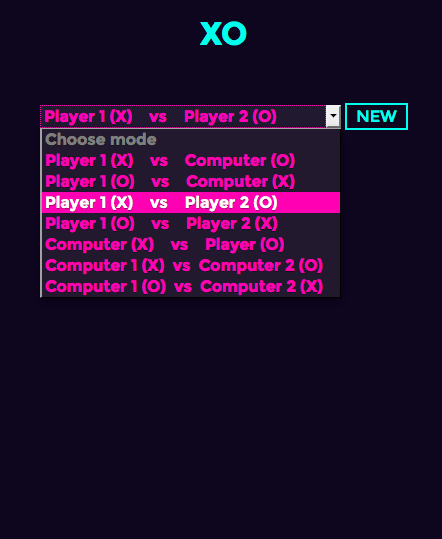 XO
Player 1 (X) vs Player 2 (O)
NEW
Choose mode
Player 1 (X) vs Computer (O)
Player 1 (O) vs Computer (X)
Player 1 (X) vs Player 2 (O)
Player 1 (O) vs Player 2 (X)
Computer (X) vs Player (O)
Computer 1 (X) vs Computer 2 (O)
Computer 1 (O) vs Computer 2 (X)